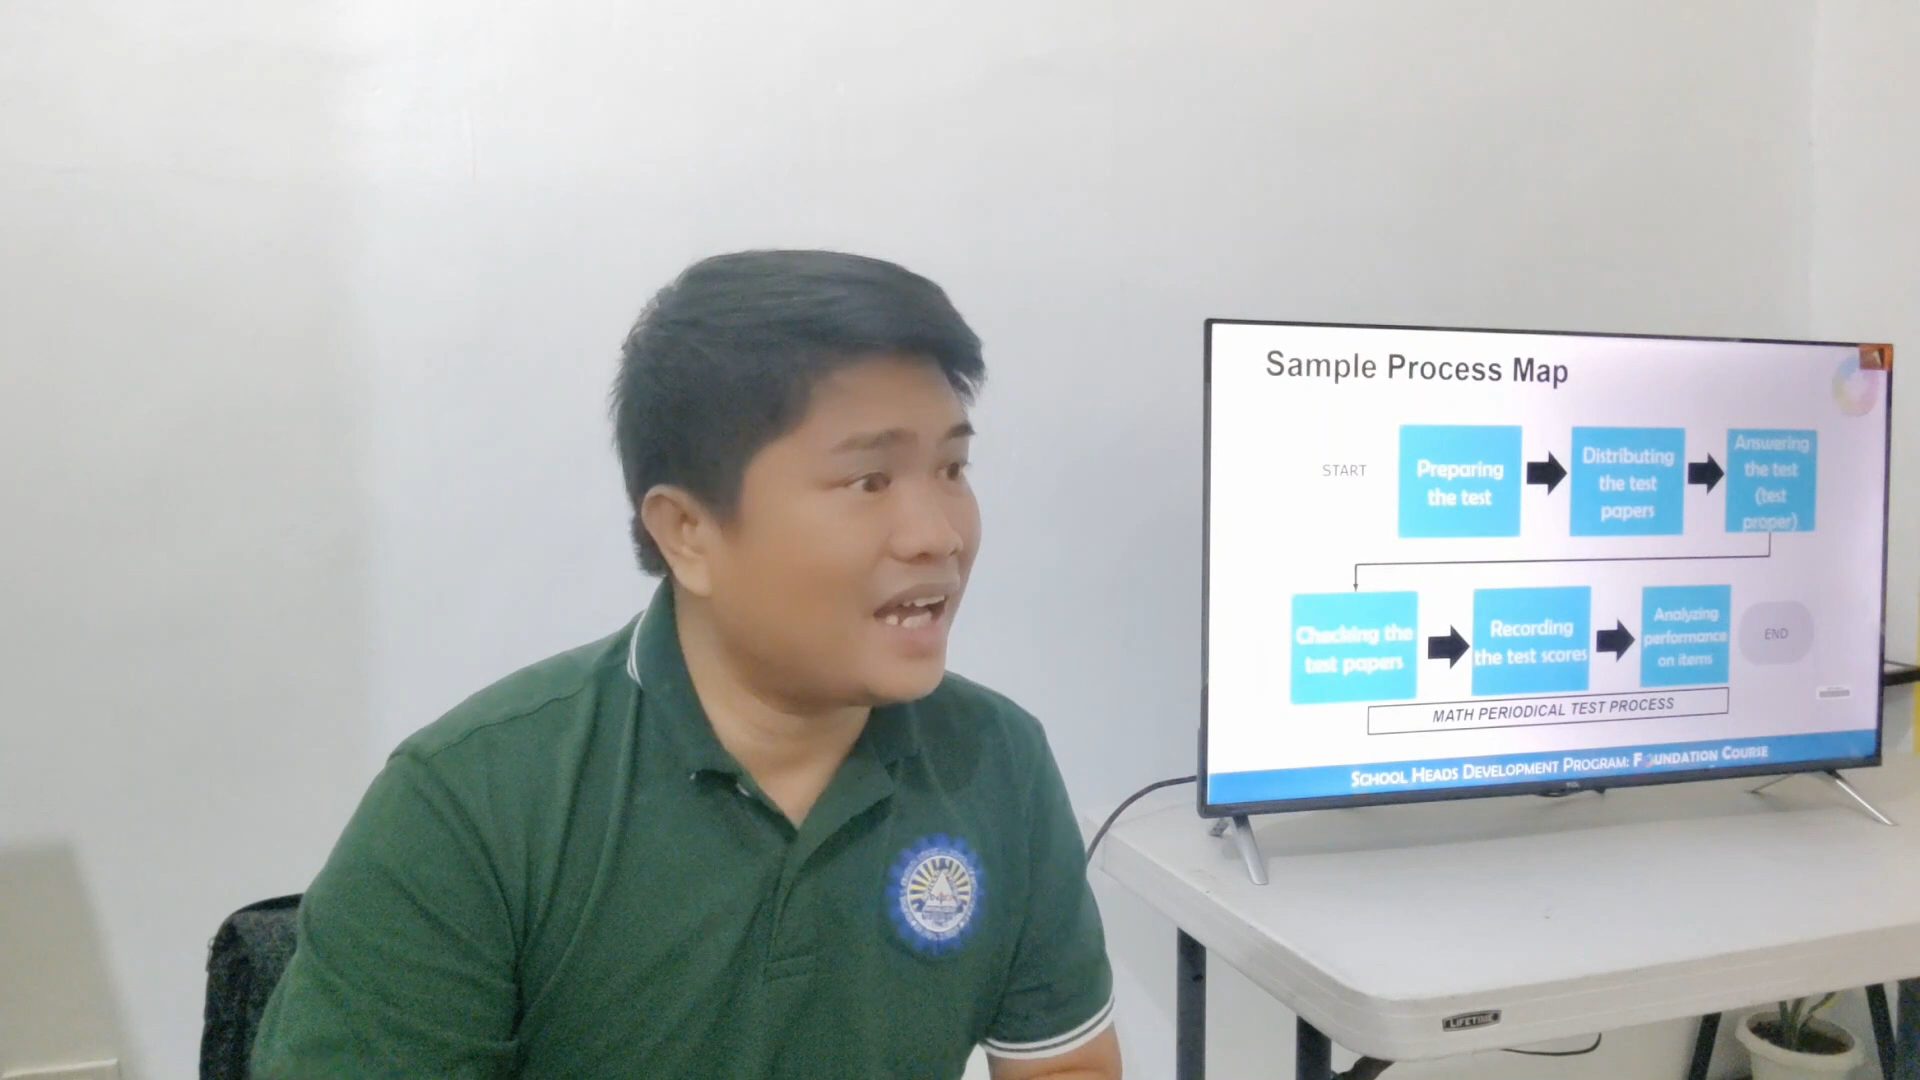 Sample Process Map
START
Preparing
the test
Distributing
the test
papers
Answering
the test
(test
proper)
Checking the
test papers
Recording
the test scores
Analyzing
performance
on items
END
MATH PERIODICAL TEST PROCESS
SCHOOL HEADS DEVELOPMENT PROGRAM: FOUNDATION COURSE
TCL
LIFETIME